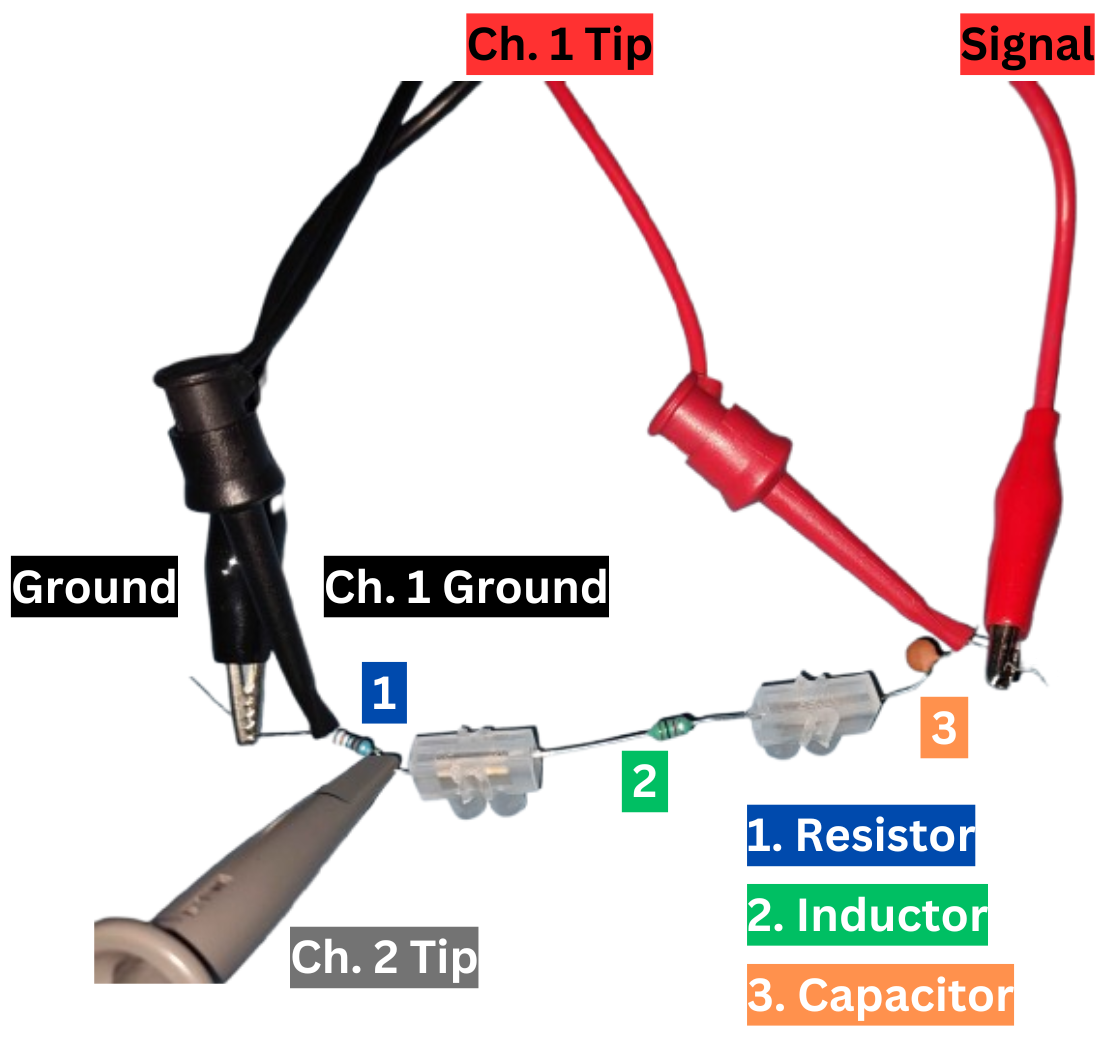 Ch. 1 Tip
Signal
Ground
Ch. 1 Ground
1
2
3
1. Resistor
2. Inductor
3. Capacitor
Ch. 2 Tip